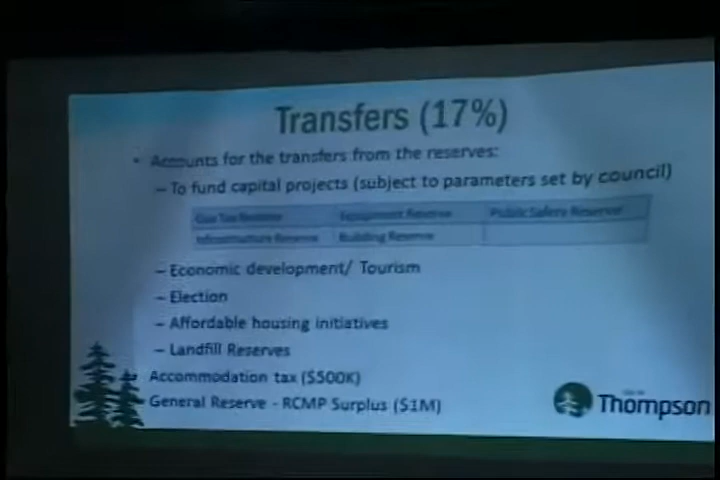 Transfers (17%)
• Accounts for the transfers from the reserves:
– To fund capital projects (subject to parameters set by council)
Gas Tax Reserve Equipment Reserve Public Safety Reserve
Infrastructure Reserve Building Reserve
– Economic development/ Tourism
– Election
– Affordable housing initiatives
– Landfill Reserves
Accommodation tax ($500K)
General Reserve - RCMP Surplus ($1M)
Thompson